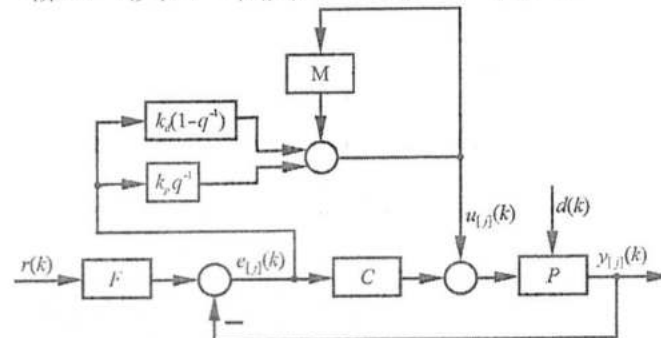 M
k_d(1-q^{-1})
k_p q^{-1}
u_{[j]}(k)
d(k)
r(k)
F
e_{[j]}(k)
C
P
y_{[j]}(k)
−